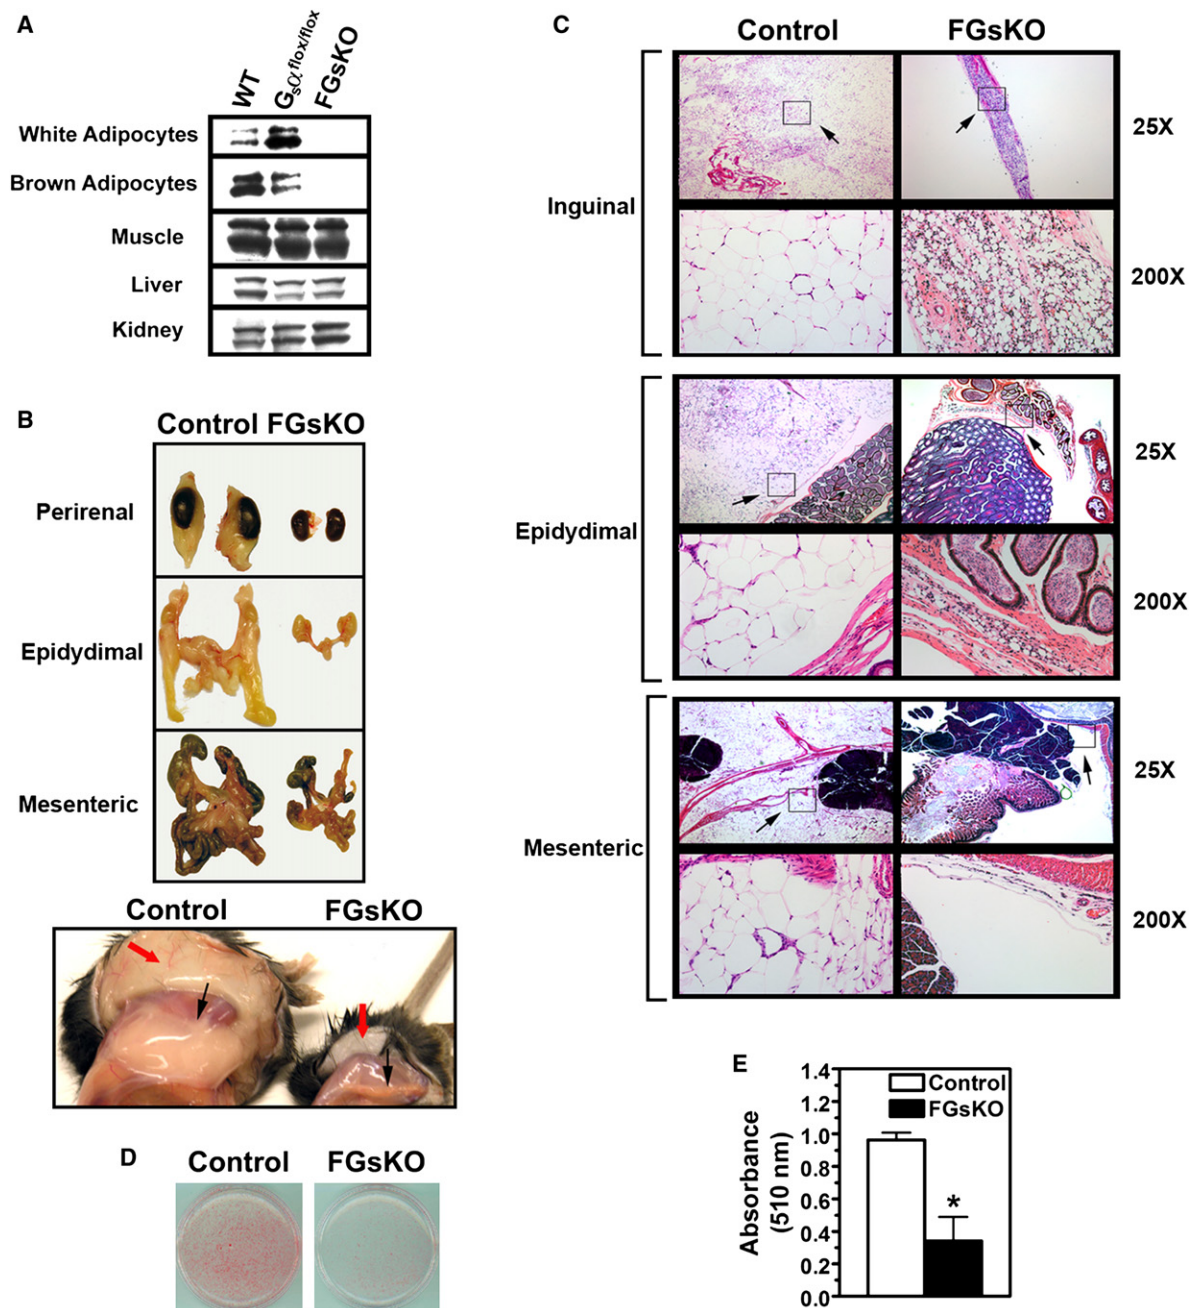 A
WT
Gsα flox/flox
FGsKO
White Adipocytes
Brown Adipocytes
Muscle
Liver
Kidney
B
Control FGsKO
Perirenal
Epidydimal
Mesenteric
Control FGsKO
C
Control FGsKO
Inguinal
25X
200X
Epidydimal
25X
200X
Mesenteric
25X
200X
D
Control FGsKO
E
Absorbance
(510 nm)
1.4
1.2
1.0
0.8
0.6
0.4
0.2
0.0
Control
FGsKO
*